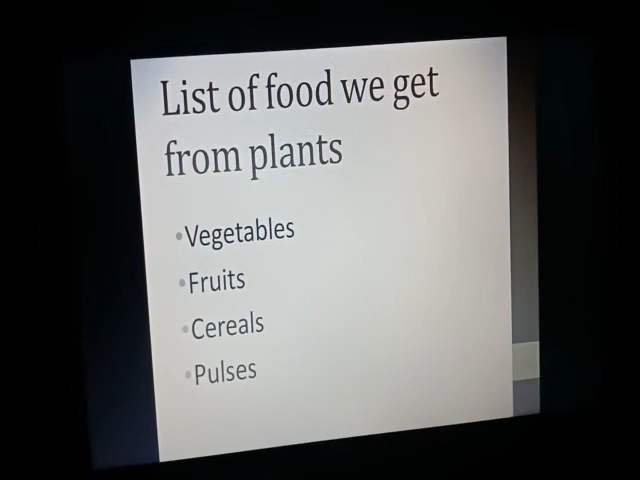 List of food we get
from plants
•Vegetables
•Fruits
•Cereals
•Pulses